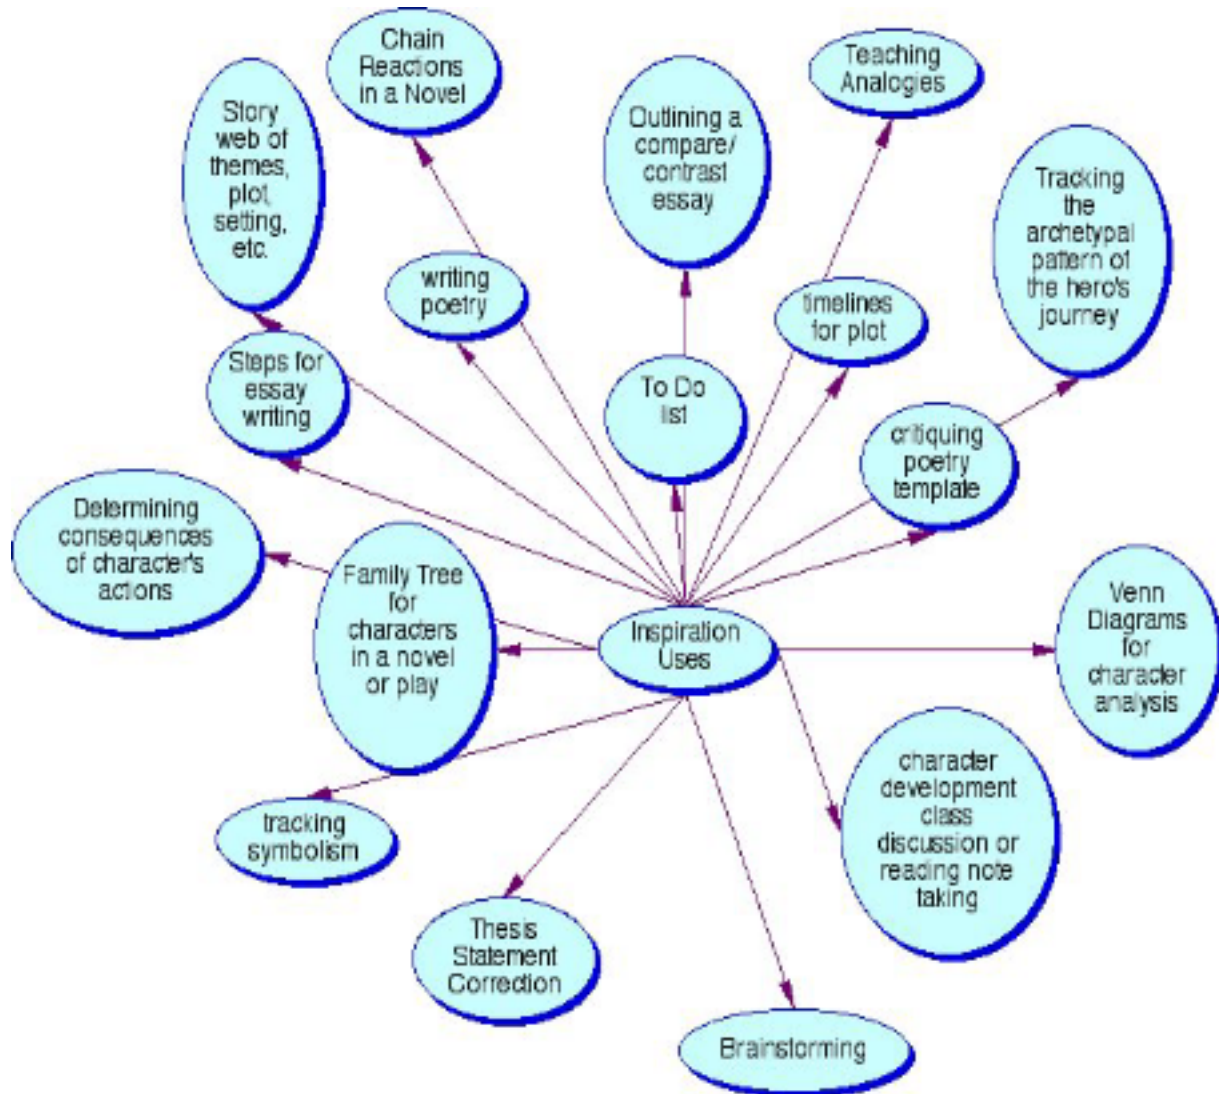 Chain
Reactions
in a Novel
Teaching
Analogies
Story
web of
themes,
plot,
setting,
etc.
Outlining a
compare/
contrast
essay
Tracking
the
archetypal
pattern of
the hero's
journey
writing
poetry
timelines
for plot
Steps for
essay
writing
To Do
list
critiquing
poetry
template
Determining
consequences
of character's
actions
Family Tree
for
characters
in a novel
or play
Inspiration
Uses
Venn
Diagrams
for
character
analysis
character
development
class
discussion or
reading note
taking
tracking
symbolism
Thesis
Statement
Correction
Brainstorming